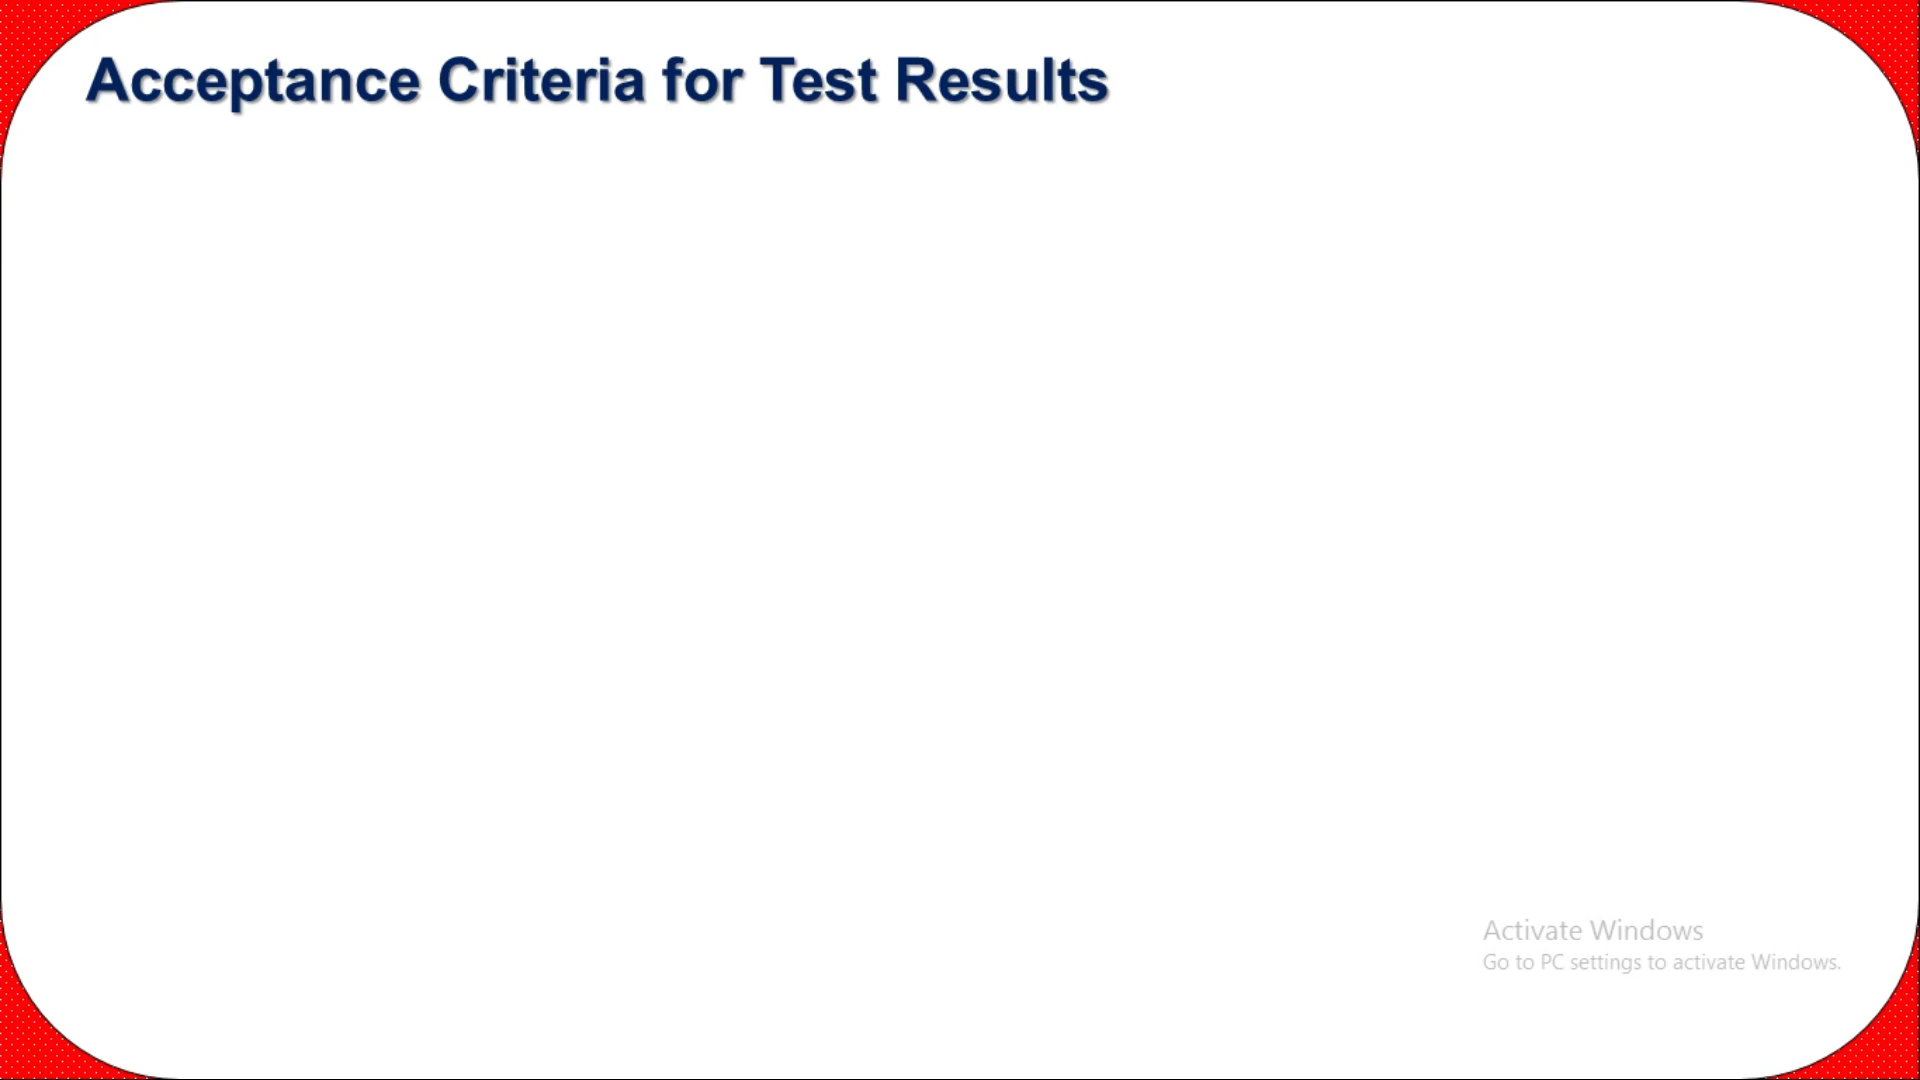 Acceptance Criteria for Test Results
Activate Windows
Go to PC settings to activate Windows.